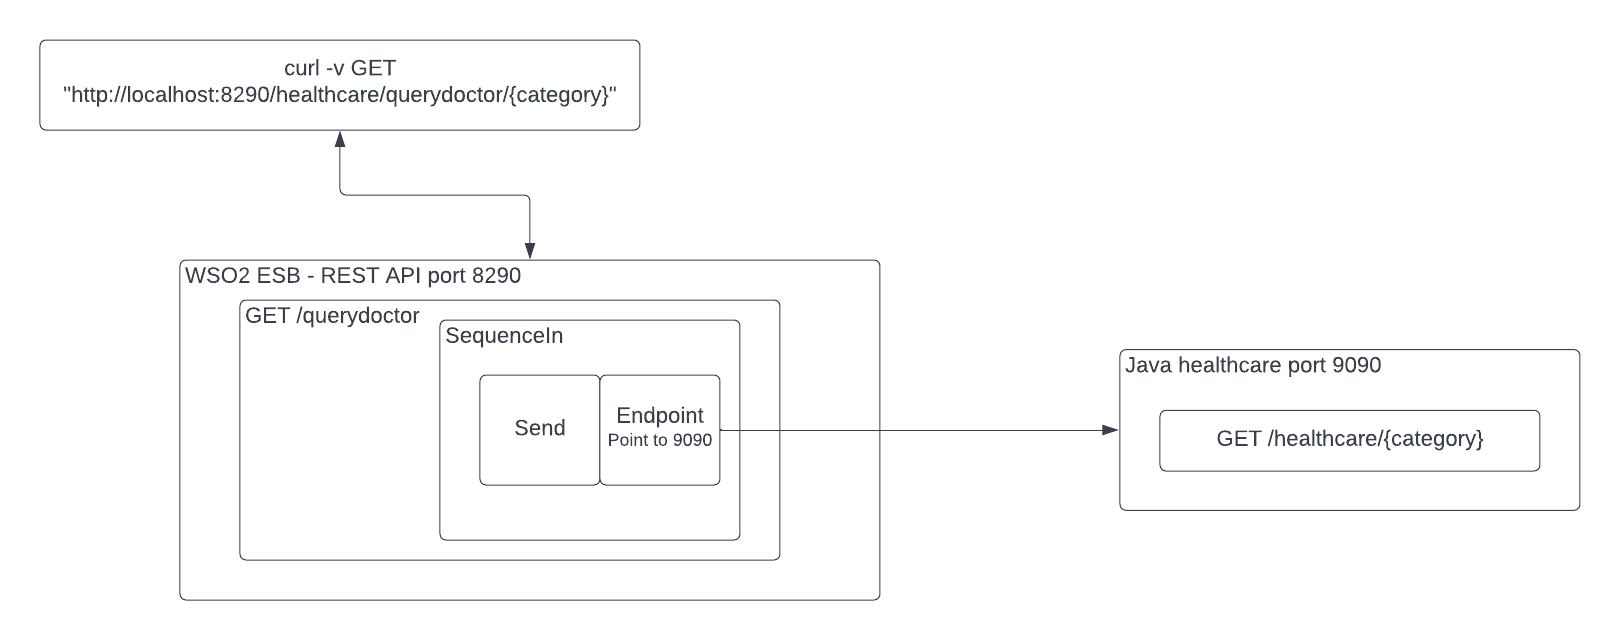 curl -v GET
"http://localhost:8290/healthcare/querydoctor/{category}"
WSO2 ESB - REST API port 8290
GET /querydoctor
SequenceIn
Send
Endpoint
Point to 9090
Java healthcare port 9090
GET /healthcare/{category}